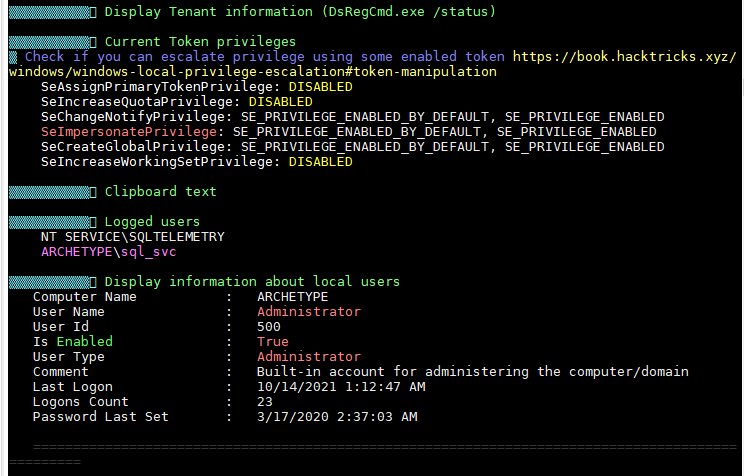 Display Tenant information (DsRegCmd.exe /status)
Current Token privileges
Check if you can escalate privilege using some enabled token https://book.hacktricks.xyz/
windows/windows-local-privilege-escalation#token-manipulation
SeAssignPrimaryTokenPrivilege: DISABLED
SeIncreaseQuotaPrivilege: DISABLED
SeChangeNotifyPrivilege: SE_PRIVILEGE_ENABLED_BY_DEFAULT, SE_PRIVILEGE_ENABLED
SeImpersonatePrivilege: SE_PRIVILEGE_ENABLED_BY_DEFAULT, SE_PRIVILEGE_ENABLED
SeCreateGlobalPrivilege: SE_PRIVILEGE_ENABLED_BY_DEFAULT, SE_PRIVILEGE_ENABLED
SeIncreaseWorkingSetPrivilege: DISABLED
Clipboard text
Logged users
NT SERVICE\SQLTELEMETRY
ARCHETYPE\sql_svc
Display information about local users
Computer Name : ARCHETYPE
User Name : Administrator
User Id : 500
Is Enabled : True
User Type : Administrator
Comment : Built-in account for administering the computer/domain
Last Logon : 10/14/2021 1:12:47 AM
Logons Count : 23
Password Last Set : 3/17/2020 2:37:03 AM